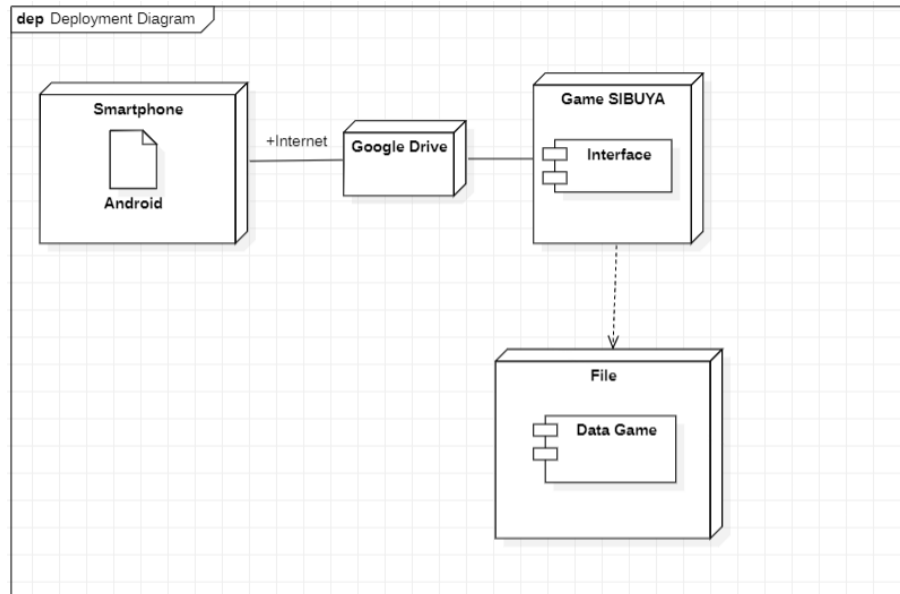 dep Deployment Diagram
Smartphone
Android
+Internet
Google Drive
Game SIBUYA
Interface
File
Data Game